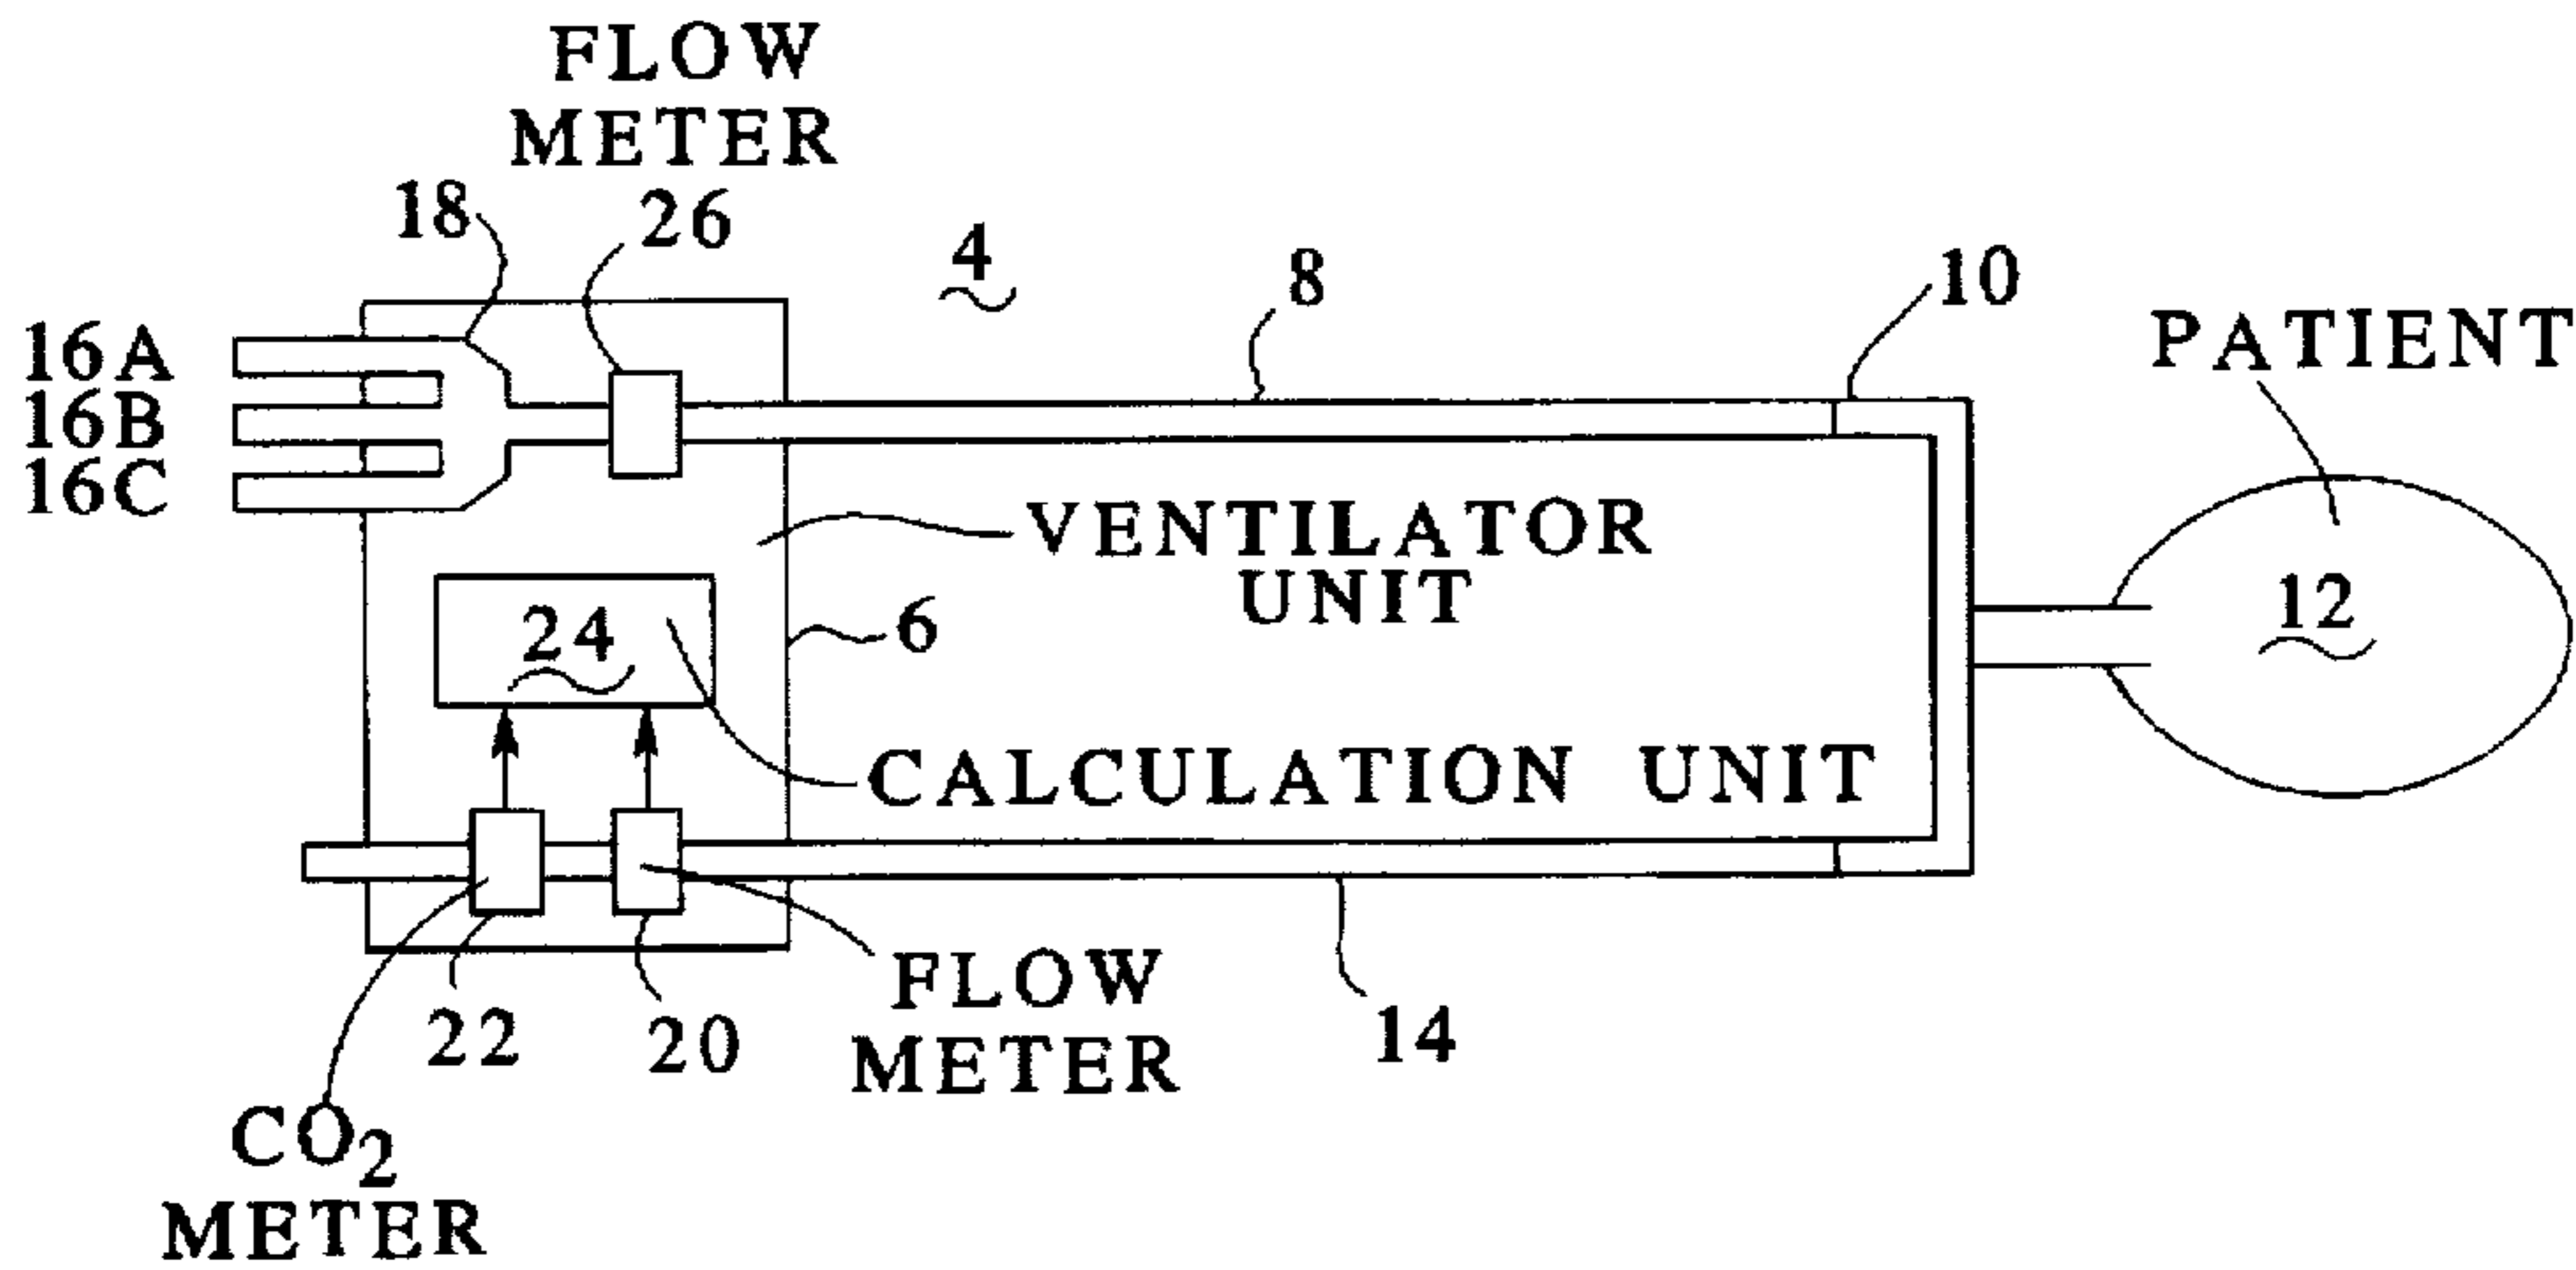 FLOW
METER
26
18
4
8
10
PATIENT
16A
16B
16C
VENTILATOR
UNIT
12
24
6
CALCULATION UNIT
FLOW
METER
22
20
14
CO₂
METER